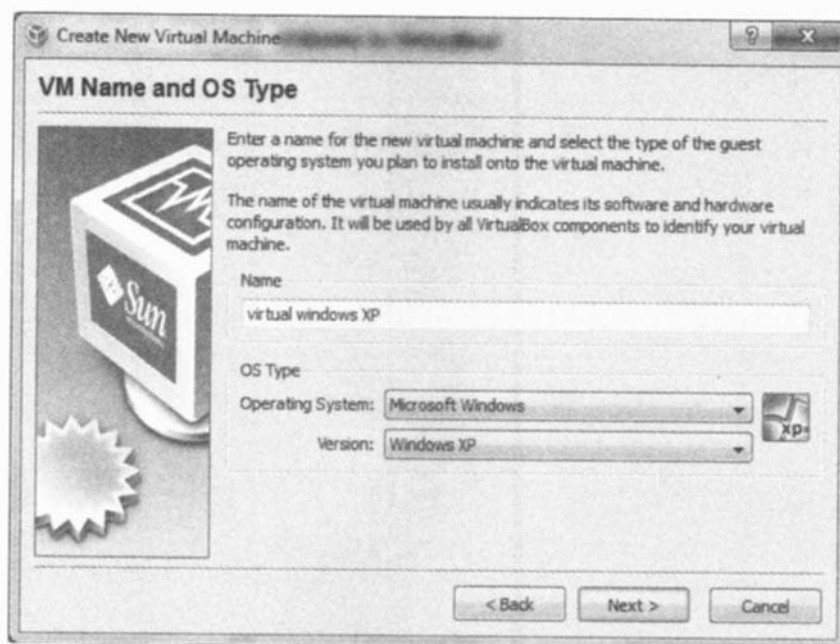 Create New Virtual Machine
VM Name and OS Type
Enter a name for the new virtual machine and select the type of the guest
operating system you plan to install onto the virtual machine.
The name of the virtual machine usually indicates its software and hardware
configuration. It will be used by all VirtualBox components to identify your virtual
machine.
Sun
Name
virtual windows XP
OS Type
Operating System: Microsoft Windows
xp
Version: Windows XP
< Back Next > Cancel